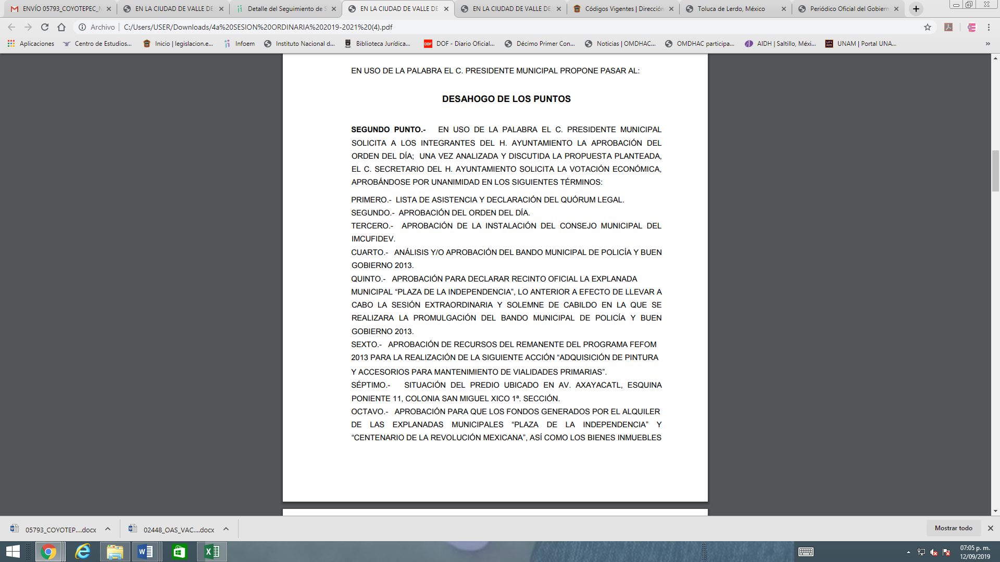 ENVÍO 05793_COYOTEPEC_N
EN LA CIUDAD DE VALLE DE
Detalle del Seguimiento de S
EN LA CIUDAD DE VALLE DE
EN LA CIUDAD DE VALLE DE
Códigos Vigentes | Dirección
Toluca de Lerdo, México
Periódico Oficial del Gobiern
Archivo | C:/Users/USER/Downloads/4a%20SESION%20ORDINARIA%202019-2021%20(4).pdf
Aplicaciones
Centro de Estudios...
Inicio | legislacion.e...
Infoem
Instituto Nacional d...
Biblioteca Jurídica...
DOF - Diario Oficial...
Décimo Primer Con...
Noticias | OMDHAC...
OMDHAC participa...
AIDH | Saltillo, Méxi...
UNAM | Portal UNA...
EN USO DE LA PALABRA EL C. PRESIDENTE MUNICIPAL PROPONE PASAR AL:
DESAHOGO DE LOS PUNTOS
SEGUNDO PUNTO.- EN USO DE LA PALABRA EL C. PRESIDENTE MUNICIPAL
SOLICITA A LOS INTEGRANTES DEL H. AYUNTAMIENTO LA APROBACIÓN DEL
ORDEN DEL DÍA; UNA VEZ ANALIZADA Y DISCUTIDA LA PROPUESTA PLANTEADA,
EL C. SECRETARIO DEL H. AYUNTAMIENTO SOLICITA LA VOTACIÓN ECONÓMICA,
APROBÁNDOSE POR UNANIMIDAD EN LOS SIGUIENTES TÉRMINOS:
PRIMERO.- LISTA DE ASISTENCIA Y DECLARACIÓN DEL QUÓRUM LEGAL.
SEGUNDO.- APROBACIÓN DEL ORDEN DEL DÍA.
TERCERO.- APROBACIÓN DE LA INSTALACIÓN DEL CONSEJO MUNICIPAL DEL
IMCUFIDEV.
CUARTO.- ANÁLISIS Y/O APROBACIÓN DEL BANDO MUNICIPAL DE POLICÍA Y BUEN
GOBIERNO 2013.
QUINTO.- APROBACIÓN PARA DECLARAR RECINTO OFICIAL LA EXPLANADA
MUNICIPAL “PLAZA DE LA INDEPENDENCIA”, LO ANTERIOR A EFECTO DE LLEVAR A
CABO LA SESIÓN EXTRAORDINARIA Y SOLEMNE DE CABILDO EN LA QUE SE
REALIZARA LA PROMULGACIÓN DEL BANDO MUNICIPAL DE POLICÍA Y BUEN
GOBIERNO 2013.
SEXTO.- APROBACIÓN DE RECURSOS DEL REMANENTE DEL PROGRAMA FEFOM
2013 PARA LA REALIZACIÓN DE LA SIGUIENTE ACCIÓN “ADQUISICIÓN DE PINTURA
Y ACCESORIOS PARA MANTENIMIENTO DE VIALIDADES PRIMARIAS”.
SÉPTIMO.- SITUACIÓN DEL PREDIO UBICADO EN AV. AXAYACATL, ESQUINA
PONIENTE 11, COLONIA SAN MIGUEL XICO 1ª. SECCIÓN.
OCTAVO.- APROBACIÓN PARA QUE LOS FONDOS GENERADOS POR EL ALQUILER
DE LAS EXPLANADAS MUNICIPALES “PLAZA DE LA INDEPENDENCIA” Y
“CENTENARIO DE LA REVOLUCIÓN MEXICANA”, ASÍ COMO LOS BIENES INMUEBLES
05793_COYOTEP....docx
02448_OAS_VAC....docx
Mostrar todo
07:05 p. m.
12/09/2019